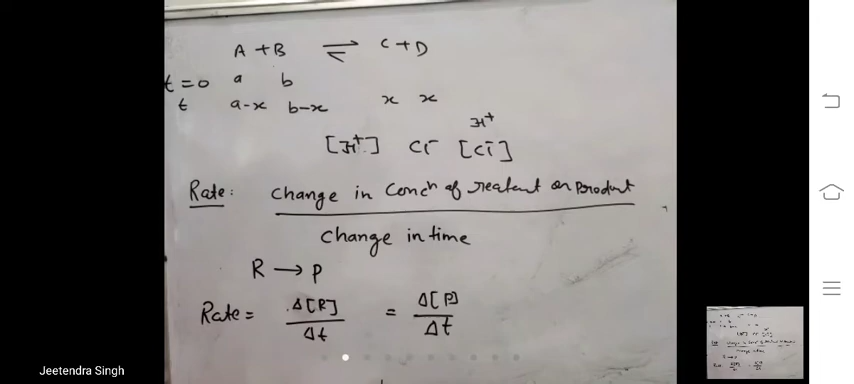 A + B ⇌ C + D
t = 0 a b
t a-x b-x x x
H⁺
[H⁺] Cl⁻ [Cl⁻]
Rate: Change in Concⁿ of reactant or Product
Change in time
R → P
Rate = Δ[R] / Δt = Δ[P] / Δt
Jeetendra Singh